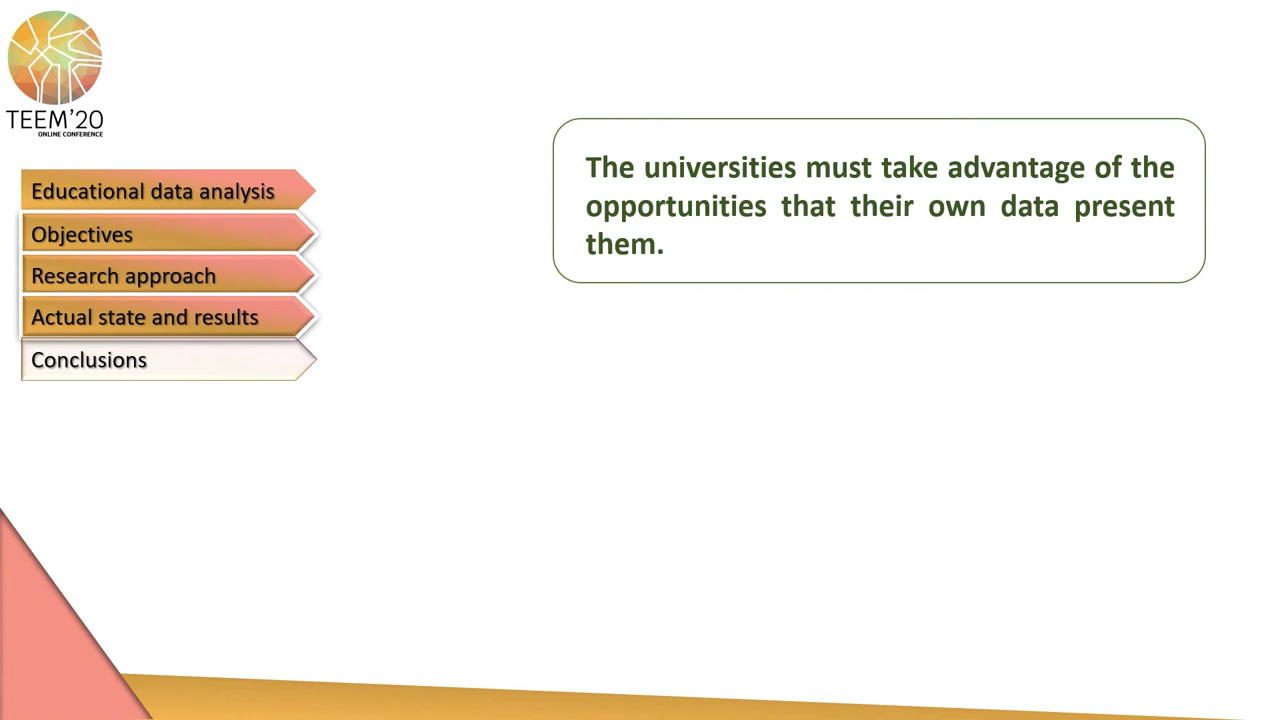 TEEM'20
ONLINE CONFERENCE
Educational data analysis
Objectives
Research approach
Actual state and results
Conclusions
The universities must take advantage of the
opportunities that their own data present
them.